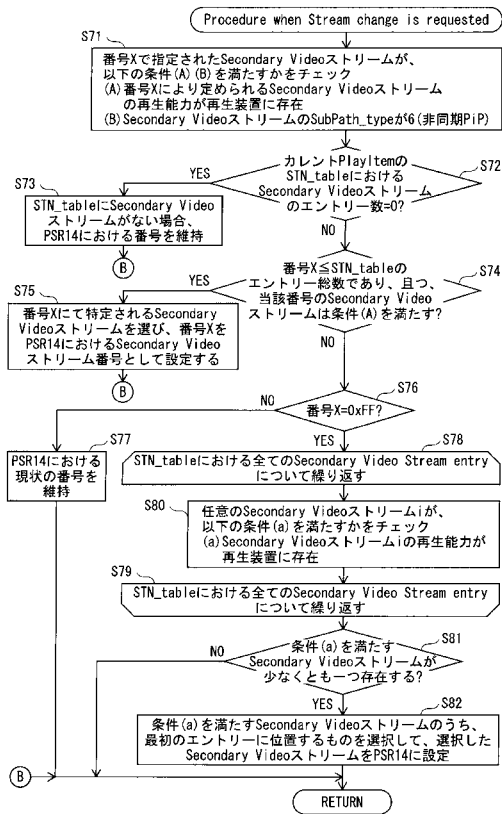 Procedure when Stream change is requested
S71
番号Xで指定されたSecondary Videoストリームが、
以下の条件(A)(B)を満たすかをチェック
(A)番号Xにより定められるSecondary Videoストリーム
の再生能力が再生装置に存在
(B)Secondary VideoストリームのSubPath_typeが6(非同期PiP)
S72
カレントPlayItemの
STN_tableにおける
Secondary Videoストリーム
のエントリー数=0?
YES
NO
S73
STN_tableにSecondary Video
ストリームがない場合、
PSR14における番号を維持
B
S74
番号X≦STN_tableの
エントリー総数であり、且つ、
当該番号のSecondary Video
ストリームは条件(A)を満たす?
YES
NO
S75
番号Xにて特定されるSecondary
Videoストリームを選び、番号Xを
PSR14におけるSecondary Video
ストリーム番号として設定する
B
S76
番号X=0xFF?
NO
YES
S77
PSR14における
現状の番号を
維持
S78
STN_tableにおける全てのSecondary Video Stream entry
について繰り返す
S80
任意のSecondary Videoストリームiが、
以下の条件(a)を満たすかをチェック
(a)Secondary Videoストリームiの再生能力が
再生装置に存在
S79
STN_tableにおける全てのSecondary Video Stream entry
について繰り返す
S81
条件(a)を満たす
Secondary Videoストリームが
少なくとも一つ存在する?
NO
YES
S82
条件(a)を満たすSecondary Videoストリームのうち、
最初のエントリーに位置するものを選択して、選択した
Secondary VideoストリームをPSR14に設定
B
RETURN